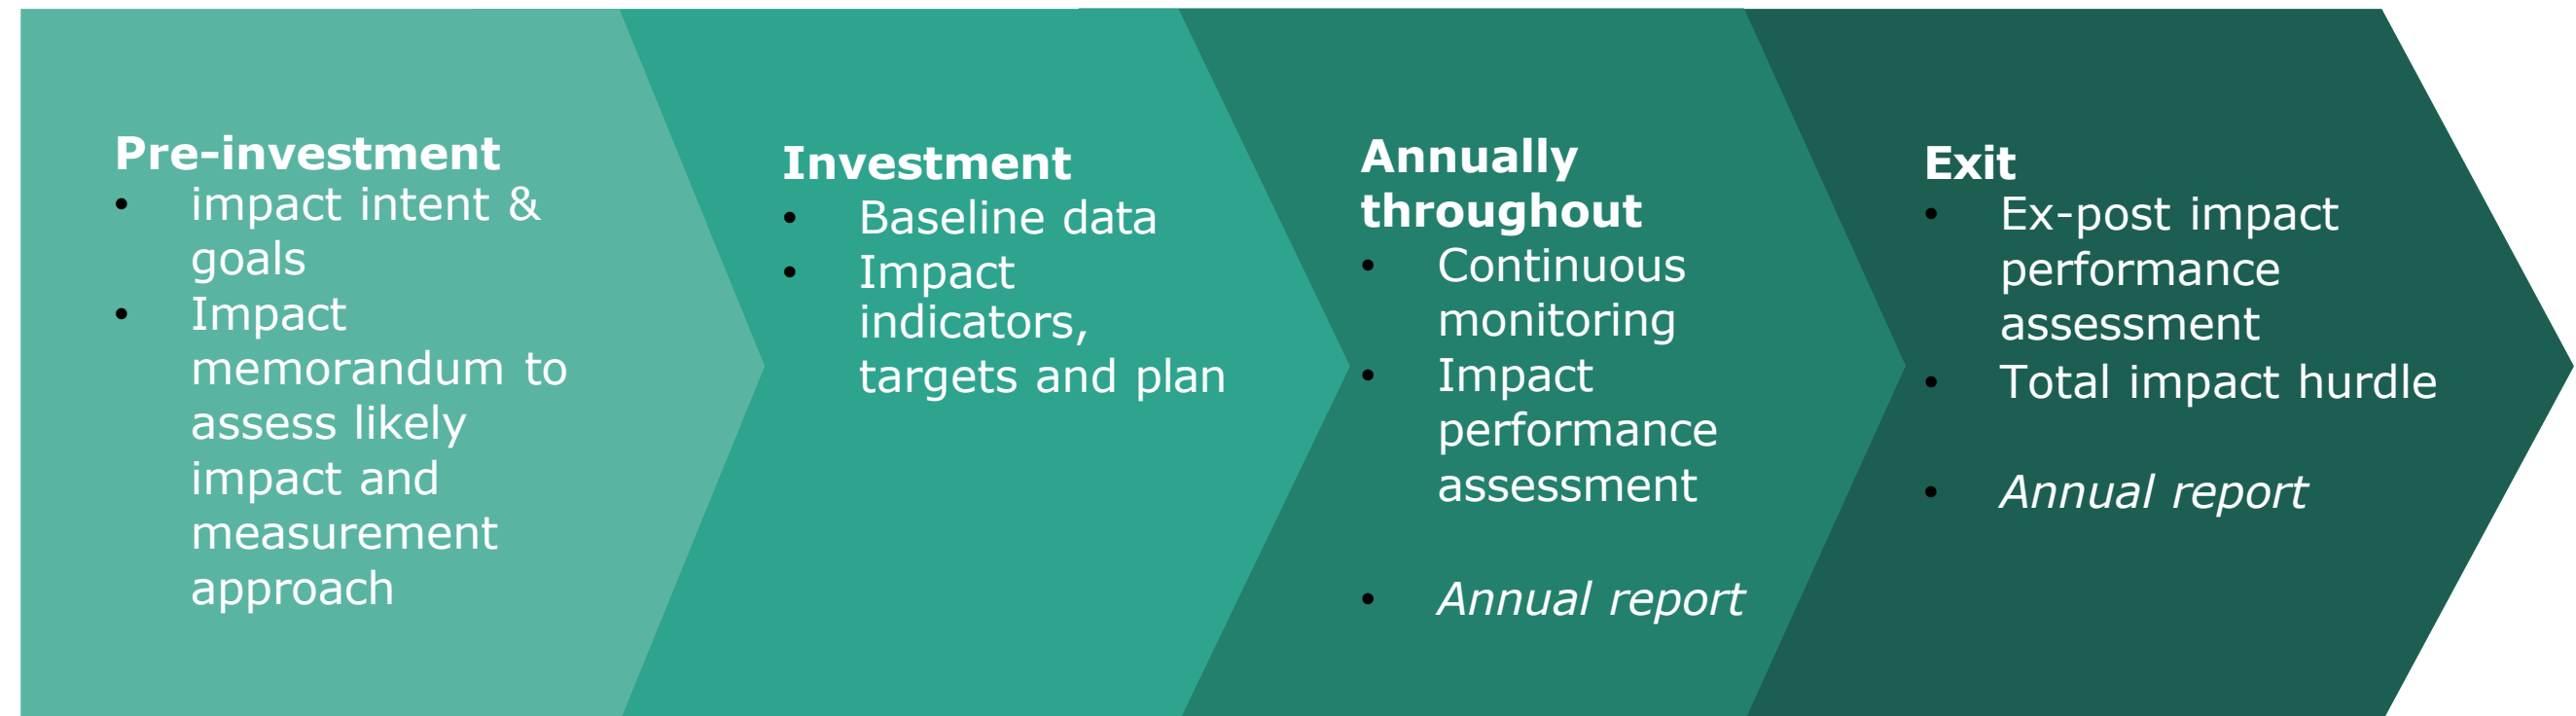 Pre-investment
• impact intent &
goals
• Impact
memorandum to
assess likely
impact and
measurement
approach
Investment
• Baseline data
• Impact
indicators,
targets and plan
Annually
throughout
• Continuous
monitoring
• Impact
performance
assessment
• Annual report
Exit
• Ex-post impact
performance
assessment
• Total impact hurdle
• Annual report